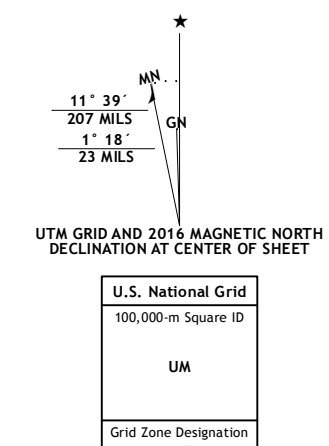 MN
GN
11° 39´
207 MILS
1° 18´
23 MILS
UTM GRID AND 2016 MAGNETIC NORTH
DECLINATION AT CENTER OF SHEET
U.S. National Grid
100,000-m Square ID
UM
Grid Zone Designation